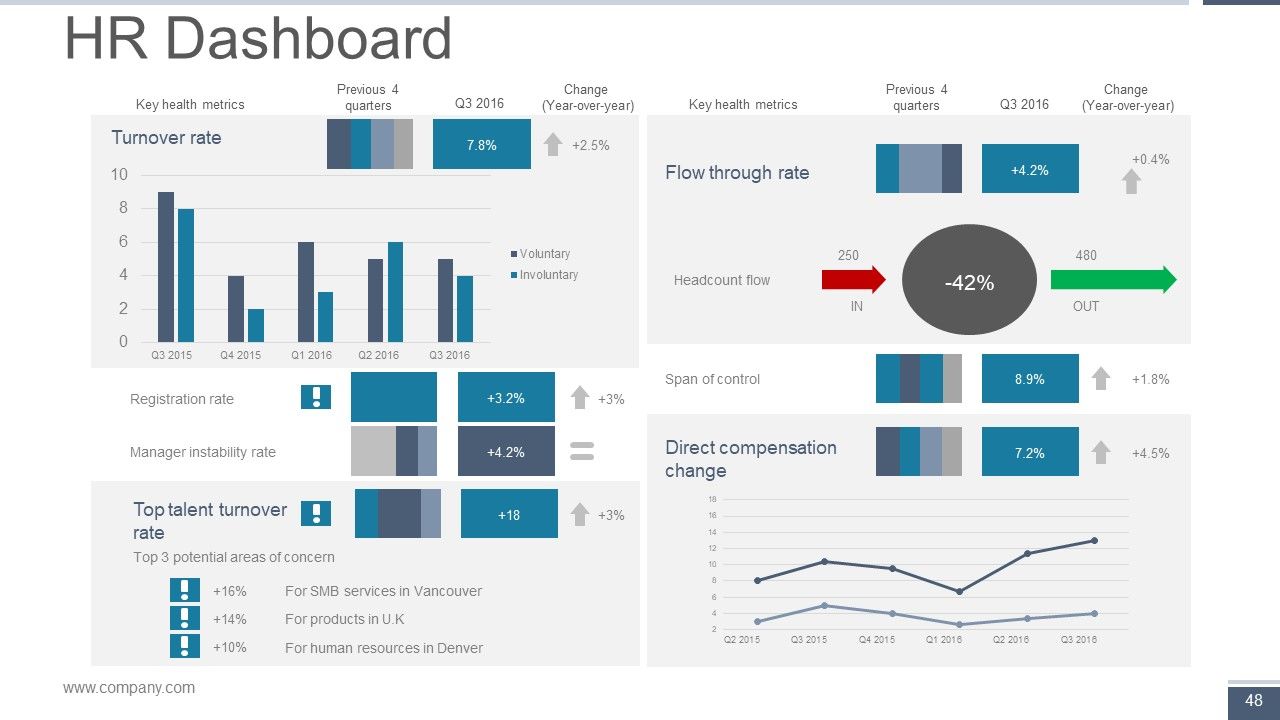 HR Dashboard
Key health metrics
Previous 4
quarters
Q3 2016
Change
(Year-over-year)
Turnover rate
7.8%
+2.5%
10
8
6
4
2
0
Q3 2015
Q4 2015
Q1 2016
Q2 2016
Q3 2016
Voluntary
Involuntary
Registration rate
!
+3.2%
+3%
Manager instability rate
+4.2%
Top talent turnover
rate
!
+18
+3%
Top 3 potential areas of concern
! +16% For SMB services in Vancouver
! +14% For products in U.K
! +10% For human resources in Denver
Key health metrics
Previous 4
quarters
Q3 2016
Change
(Year-over-year)
Flow through rate
+4.2%
+0.4%
Headcount flow
250
IN
-42%
480
OUT
Span of control
8.9%
+1.8%
Direct compensation
change
7.2%
+4.5%
18
16
14
12
10
8
6
4
2
Q2 2015
Q3 2015
Q4 2015
Q1 2016
Q2 2016
Q3 2016
www.company.com
48